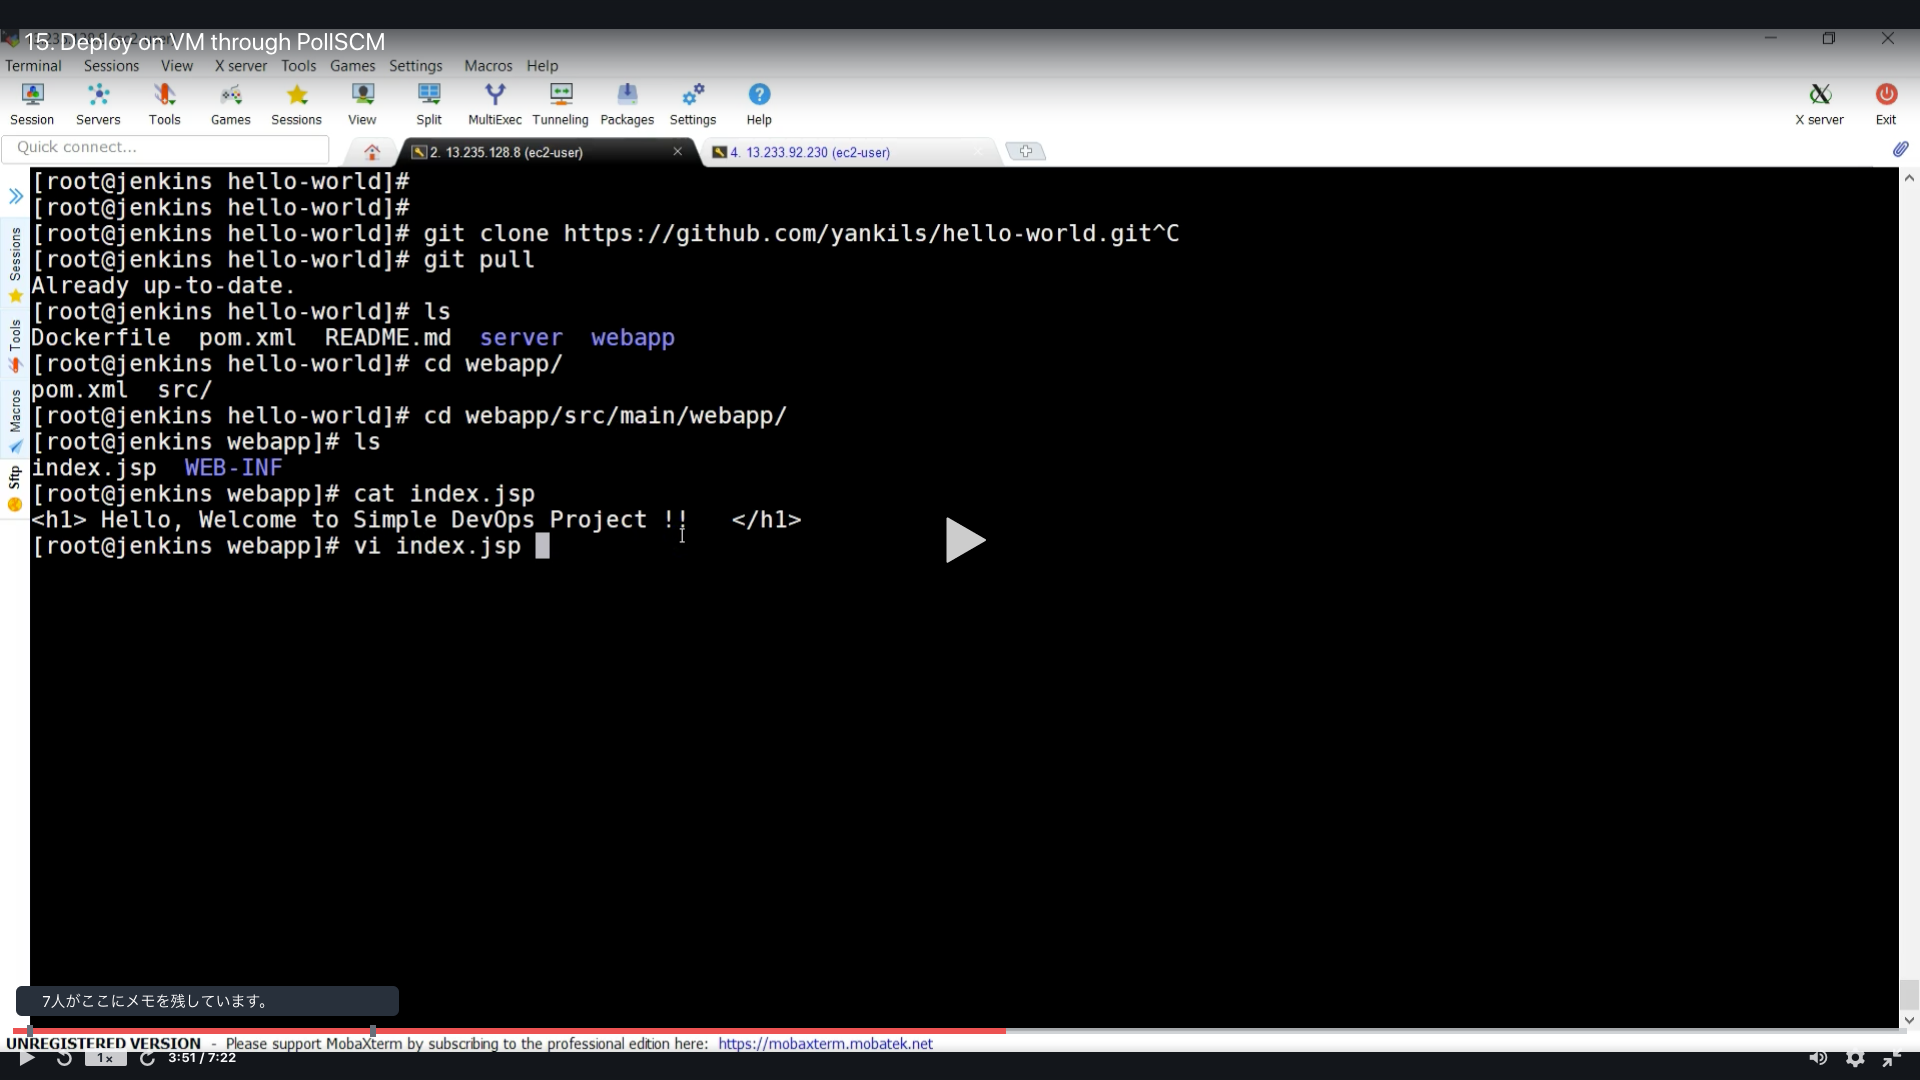 15. Deploy on VM through PollSCM
Terminal Sessions View X server Tools Games Settings Macros Help
Session Servers Tools Games Sessions View Split MultiExec Tunneling Packages Settings Help X server Exit
Quick connect...
2. 13.235.128.8 (ec2-user)
4. 13.233.92.230 (ec2-user)
Sessions
Tools
Macros
Sftp
[root@jenkins hello-world]#
[root@jenkins hello-world]#
[root@jenkins hello-world]# git clone https://github.com/yankils/hello-world.git^C
[root@jenkins hello-world]# git pull
Already up-to-date.
[root@jenkins hello-world]# ls
Dockerfile pom.xml README.md server webapp
[root@jenkins hello-world]# cd webapp/
pom.xml src/
[root@jenkins hello-world]# cd webapp/src/main/webapp/
[root@jenkins webapp]# ls
index.jsp WEB-INF
[root@jenkins webapp]# cat index.jsp
<h1> Hello, Welcome to Simple DevOps Project !! </h1>
[root@jenkins webapp]# vi index.jsp
7人がここにメモを残しています。
UNREGISTERED VERSION - Please support MobaXterm by subscribing to the professional edition here: https://mobaxterm.mobatek.net
1x 3:51 / 7:22